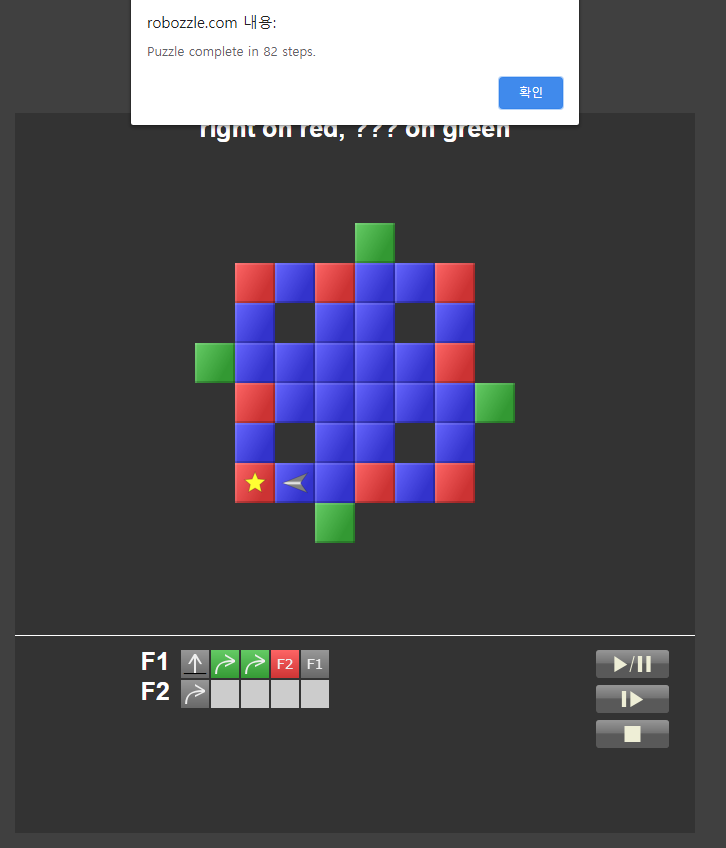 robozzle.com 내용:
Puzzle complete in 82 steps.
확인
right on red, ??? on green
F1 F2 F1
F2